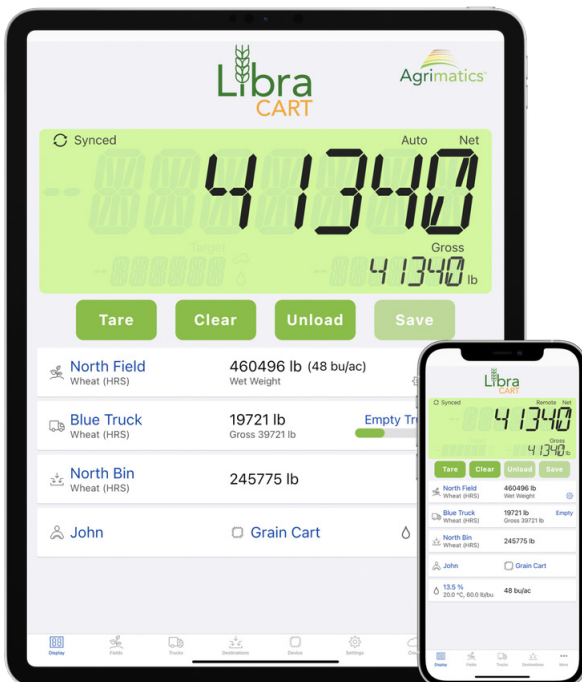 Libra
CART
Agrimatics
Synced
Auto
Net
41340
Target
Gross
41340 lb
Tare
Clear
Unload
Save
North Field
Wheat (HRS)
460496 lb (48 bu/ac)
Wet Weight
Blue Truck
Wheat (HRS)
19721 lb
Gross 39721 lb
Empty Tr
North Bin
Wheat (HRS)
245775 lb
John
Grain Cart
Display
Fields
Trucks
Destinations
Device
Settings
Libra
CART
Synced
Remote
Net
41340
Gross
41340 lb
Tare
Clear
Unload
Save
North Field
Wheat (HRS)
460496 lb
Wet Weight
Blue Truck
Wheat (HRS)
19721 lb
Gross 39721 lb
Empty
North Bin
Wheat (HRS)
245775 lb
John
Grain Cart
13.5 %
20.0 °C, 60.0 lb/bu
48 bu/ac
Display
Fields
Trucks
Destinations
More